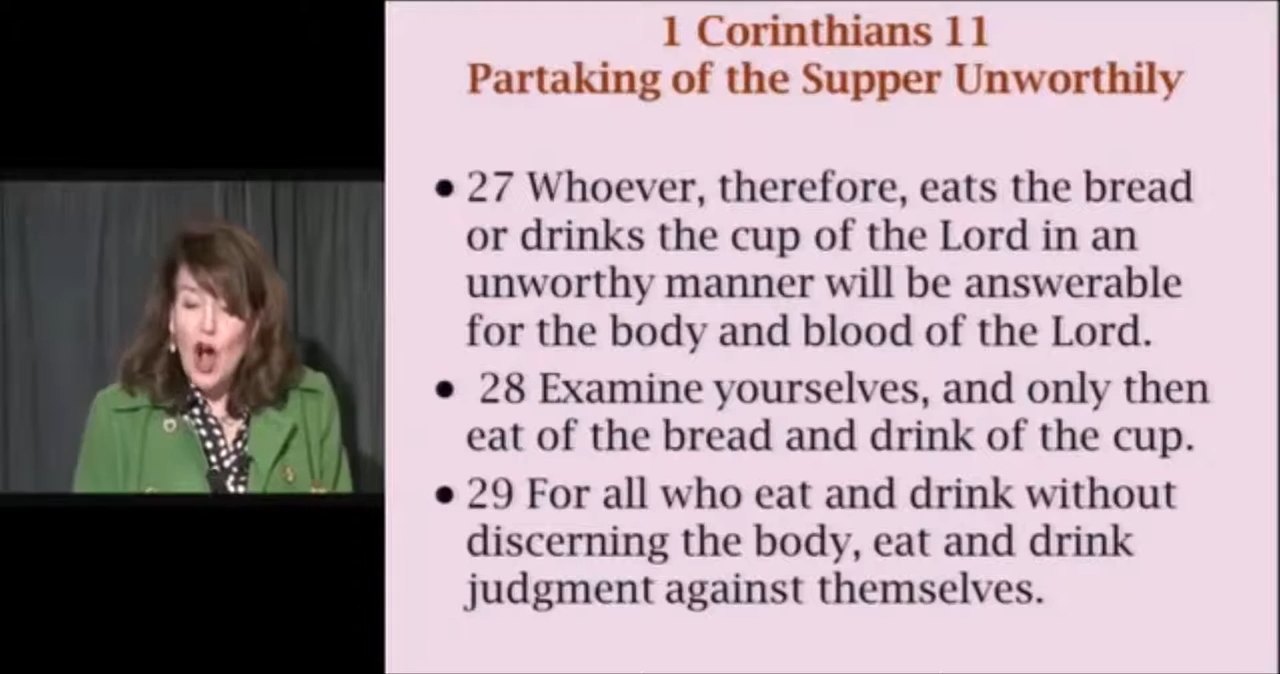 1 Corinthians 11
Partaking of the Supper Unworthily
• 27 Whoever, therefore, eats the bread
or drinks the cup of the Lord in an
unworthy manner will be answerable
for the body and blood of the Lord.
• 28 Examine yourselves, and only then
eat of the bread and drink of the cup.
• 29 For all who eat and drink without
discerning the body, eat and drink
judgment against themselves.